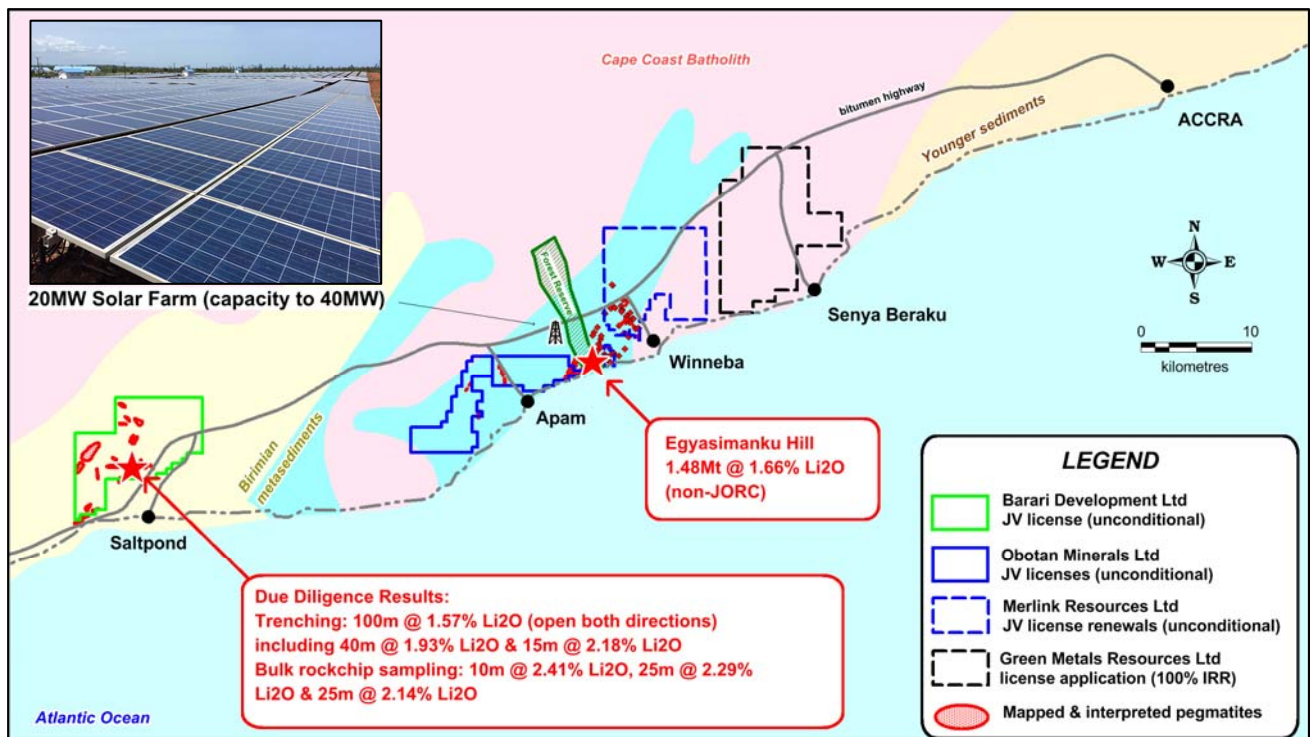 Cape Coast Batholith
bitumen highway
ACCRA
Younger sediments
20MW Solar Farm (capacity to 40MW)
Forest Reserve
N
W E
S
Senya Beraku
0 10
kilometres
Winneba
Apam
Birimian
metasediments
Saltpond
Egyasimanku Hill
1.48Mt @ 1.66% Li2O
(non-JORC)
Due Diligence Results:
Trenching: 100m @ 1.57% Li2O (open both directions)
including 40m @ 1.93% Li2O & 15m @ 2.18% Li2O
Bulk rockchip sampling: 10m @ 2.41% Li2O, 25m @ 2.29%
Li2O & 25m @ 2.14% Li2O
Atlantic Ocean
LEGEND
Barari Development Ltd
JV license (unconditional)
Obotan Minerals Ltd
JV licenses (unconditional)
Merlink Resources Ltd
JV license renewals (unconditional)
Green Metals Resources Ltd
license application (100% IRR)
Mapped & interpreted pegmatites